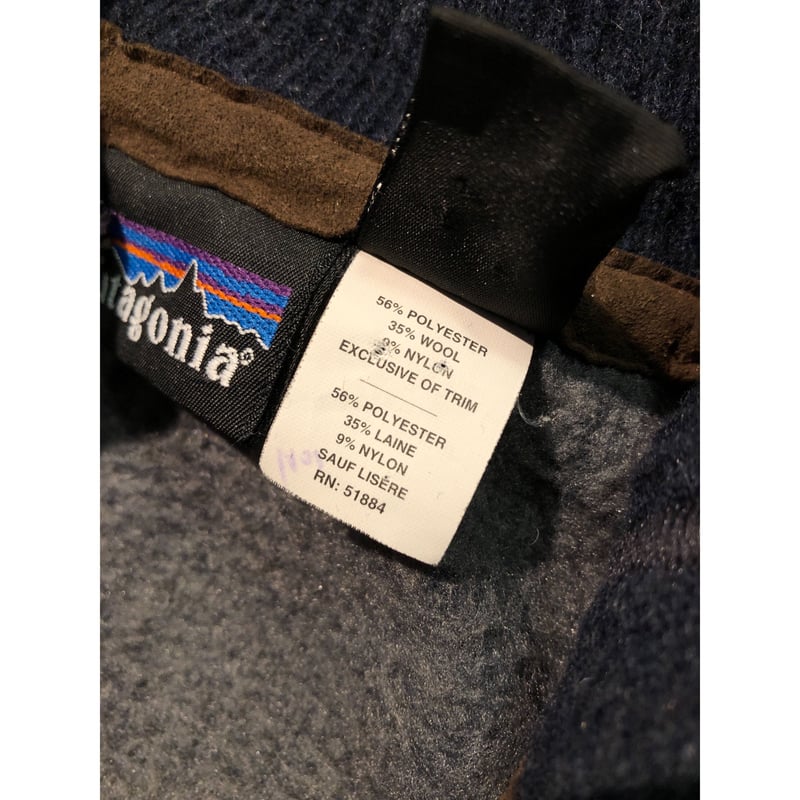 patagonia®
56% POLYESTER
35% WOOL
9% NYLON
EXCLUSIVE OF TRIM
56% POLYESTER
35% LAINE
9% NYLON
SAUF LISÈRE
RN: 51884